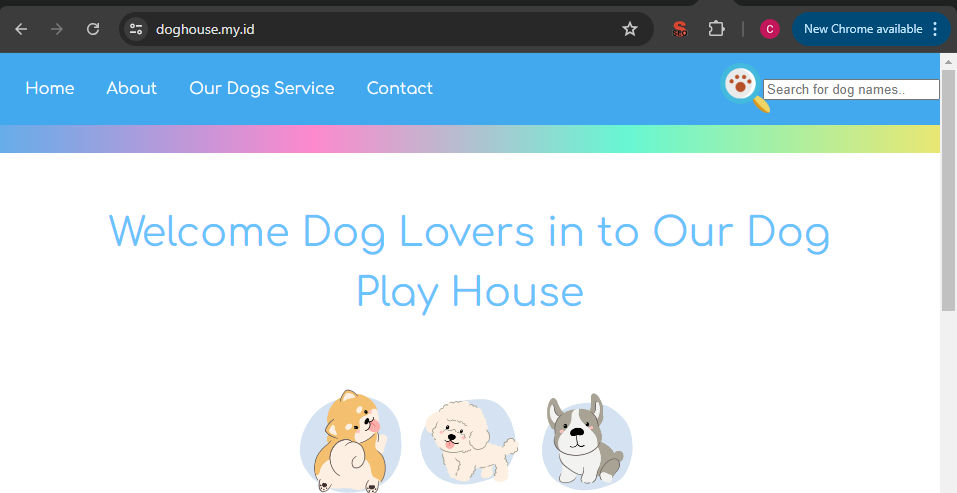 doghouse.my.id
C
New Chrome available
Home About Our Dogs Service Contact
Search for dog names..
Welcome Dog Lovers in to Our Dog
Play House